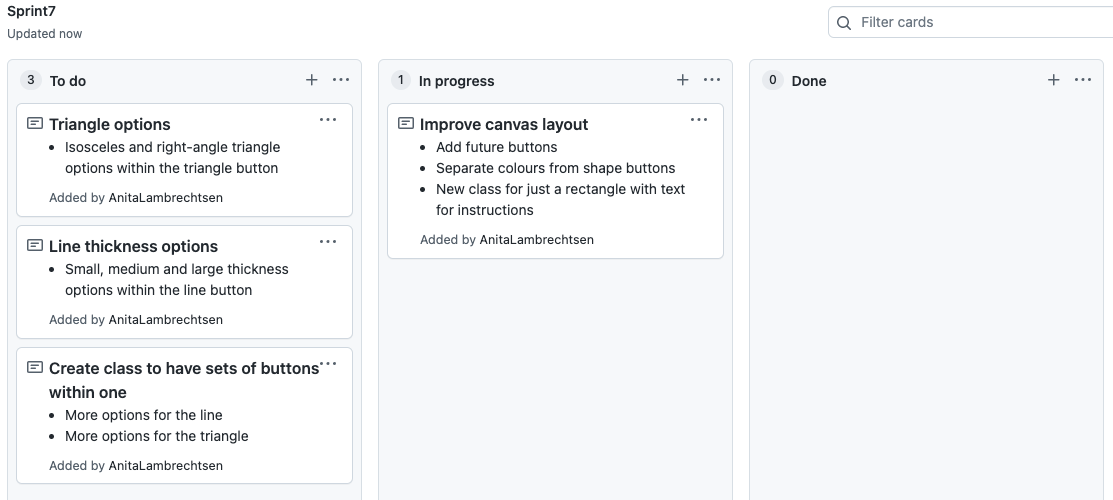 Sprint7
Updated now
Filter cards
3 To do
Triangle options
Isosceles and right-angle triangle
options within the triangle button
Added by AnitaLambrechtsen
Line thickness options
Small, medium and large thickness
options within the line button
Added by AnitaLambrechtsen
Create class to have sets of buttons
within one
More options for the line
More options for the triangle
Added by AnitaLambrechtsen
1 In progress
Improve canvas layout
Add future buttons
Separate colours from shape buttons
New class for just a rectangle with text
for instructions
Added by AnitaLambrechtsen
0 Done